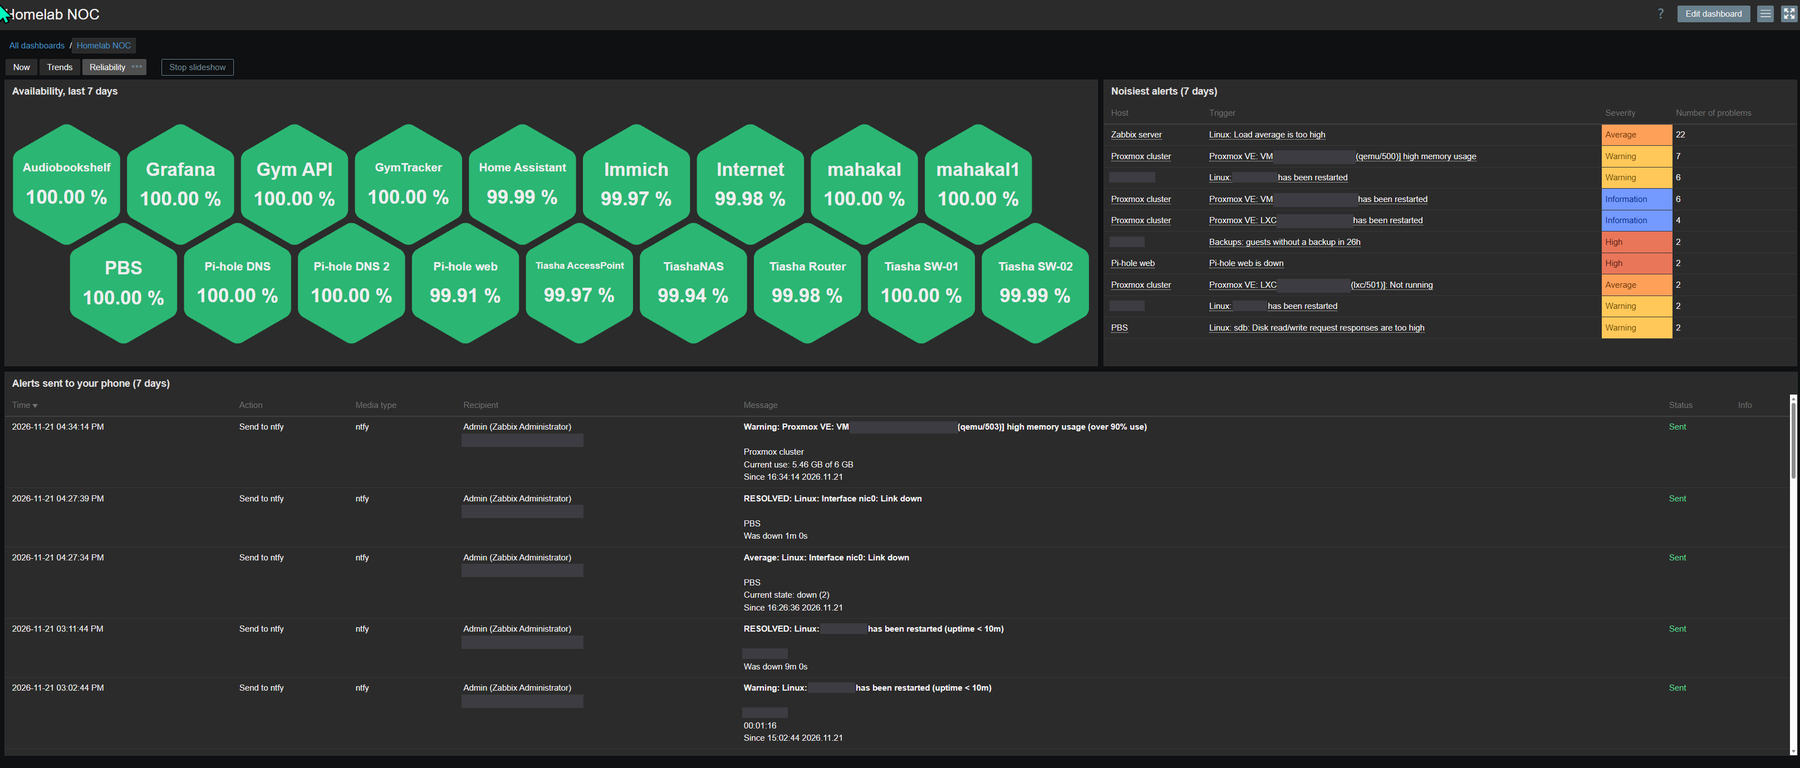 Homelab NOC
? Edit dashboard
All dashboards / Homelab NOC
Now Trends Reliability ••• Stop slideshow
Availability, last 7 days
Audiobookshelf 100.00 %
Grafana 100.00 %
Gym API 100.00 %
GymTracker 100.00 %
Home Assistant 99.99 %
Immich 99.97 %
Internet 99.98 %
mahakal 100.00 %
mahakal1 100.00 %
PBS 100.00 %
Pi-hole DNS 100.00 %
Pi-hole DNS 2 100.00 %
Pi-hole web 99.91 %
Tiasha AccessPoint 99.97 %
TiashaNAS 99.94 %
Tiasha Router 99.98 %
Tiasha SW-01 100.00 %
Tiasha SW-02 99.99 %
Noisiest alerts (7 days)
Host Trigger Severity Number of problems
Zabbix server Linux: Load average is too high Average 22
Proxmox cluster Proxmox VE: VM (qemu/500)] high memory usage Warning 7
Linux: has been restarted Warning 6
Proxmox cluster Proxmox VE: VM has been restarted Information 6
Proxmox cluster Proxmox VE: LXC has been restarted Information 4
Backups: guests without a backup in 26h High 2
Pi-hole web Pi-hole web is down High 2
Proxmox cluster Proxmox VE: LXC (lxc/501)]: Not running Average 2
Linux: has been restarted Warning 2
PBS Linux: sdb: Disk read/write request responses are too high Warning 2
Alerts sent to your phone (7 days)
Time Action Media type Recipient Message Status Info
2026-11-21 04:34:14 PM Send to ntfy ntfy Admin (Zabbix Administrator) Warning: Proxmox VE: VM (qemu/503)] high memory usage (over 90% use) Sent
Proxmox cluster
Current use: 5.46 GB of 6 GB
Since 16:34:14 2026.11.21
2026-11-21 04:27:39 PM Send to ntfy ntfy Admin (Zabbix Administrator) RESOLVED: Linux: Interface nic0: Link down Sent
PBS
Was down 1m 0s
2026-11-21 04:27:34 PM Send to ntfy ntfy Admin (Zabbix Administrator) Average: Linux: Interface nic0: Link down Sent
PBS
Current state: down (2)
Since 16:26:36 2026.11.21
2026-11-21 03:11:44 PM Send to ntfy ntfy Admin (Zabbix Administrator) RESOLVED: Linux: has been restarted (uptime < 10m) Sent
Was down 9m 0s
2026-11-21 03:02:44 PM Send to ntfy ntfy Admin (Zabbix Administrator) Warning: Linux: has been restarted (uptime < 10m) Sent
00:01:16
Since 15:02:44 2026.11.21